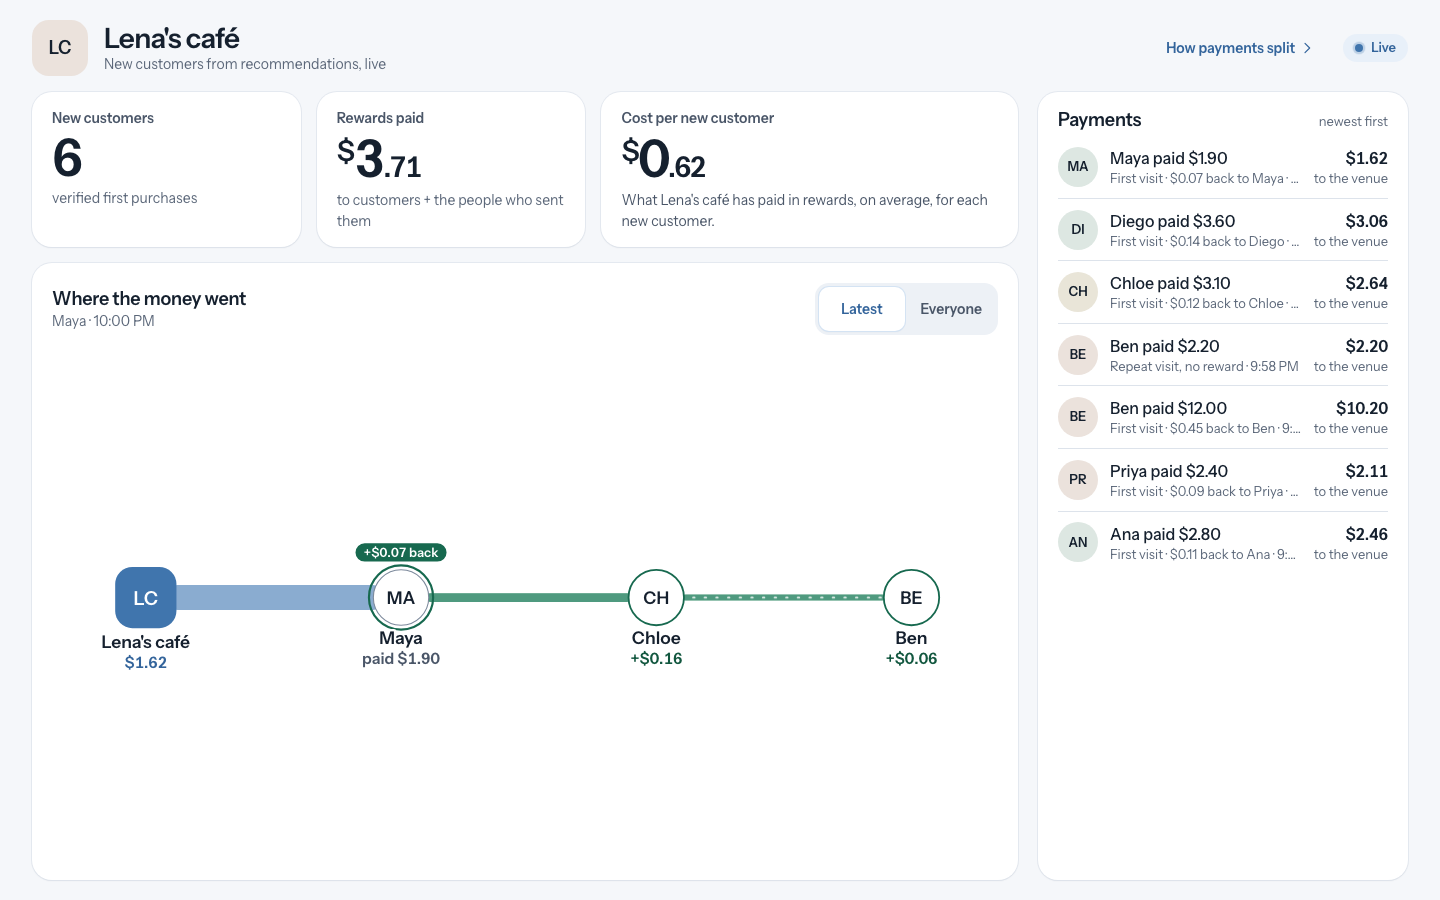 LC
Lena's café
New customers from recommendations, live
How payments split
Live
New customers
6
verified first purchases
Rewards paid
$3.71
to customers + the people who sent
them
Cost per new customer
$0.62
What Lena's café has paid in rewards, on average, for each
new customer.
Where the money went
Maya · 10:00 PM
Latest
Everyone
+$0.07 back
LC
MA
CH
BE
Lena's café
$1.62
Maya
paid $1.90
Chloe
+$0.16
Ben
+$0.06
Payments
newest first
MA
Maya paid $1.90
$1.62
First visit · $0.07 back to Maya · …
to the venue
DI
Diego paid $3.60
$3.06
First visit · $0.14 back to Diego · …
to the venue
CH
Chloe paid $3.10
$2.64
First visit · $0.12 back to Chloe · …
to the venue
BE
Ben paid $2.20
$2.20
Repeat visit, no reward · 9:58 PM
to the venue
BE
Ben paid $12.00
$10.20
First visit · $0.45 back to Ben · 9:…
to the venue
PR
Priya paid $2.40
$2.11
First visit · $0.09 back to Priya · …
to the venue
AN
Ana paid $2.80
$2.46
First visit · $0.11 back to Ana · 9:…
to the venue